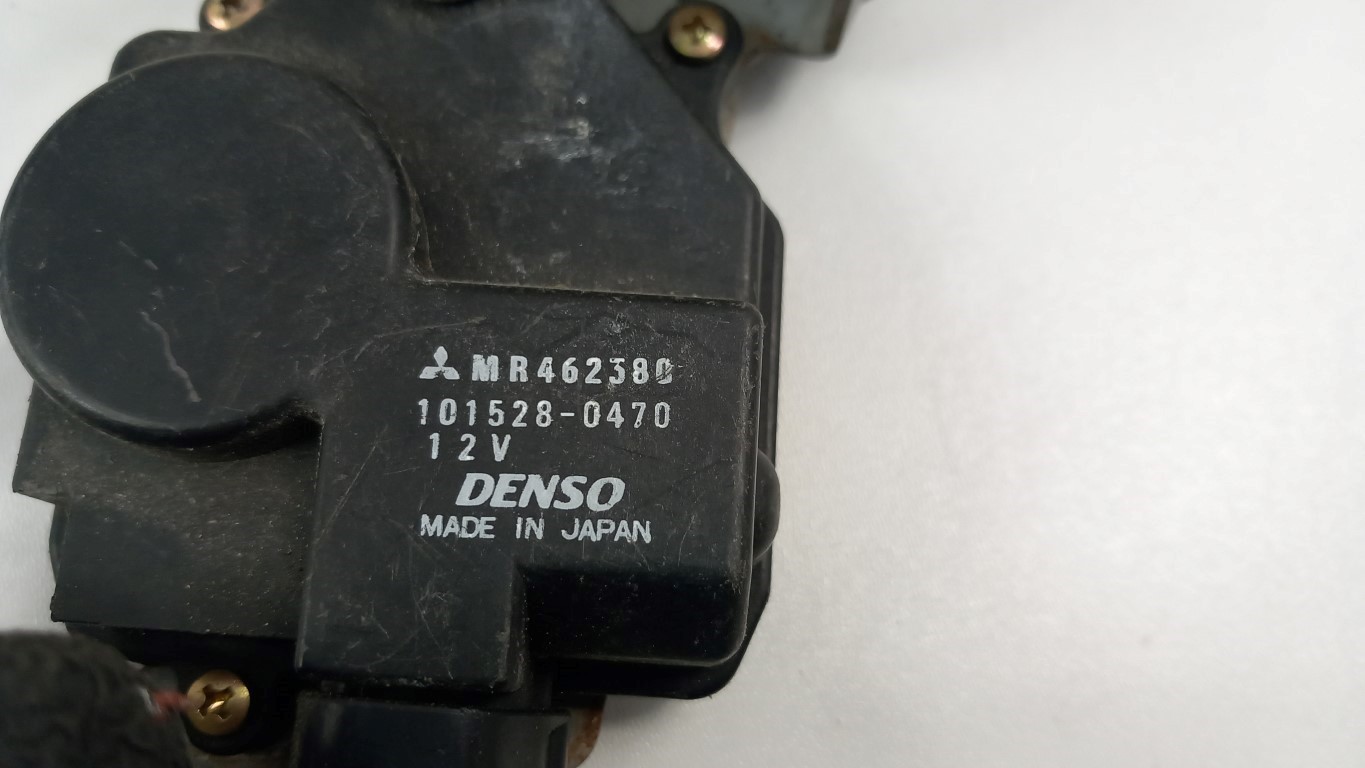 MR462380
101528-0470
12V
DENSO
MADE IN JAPAN